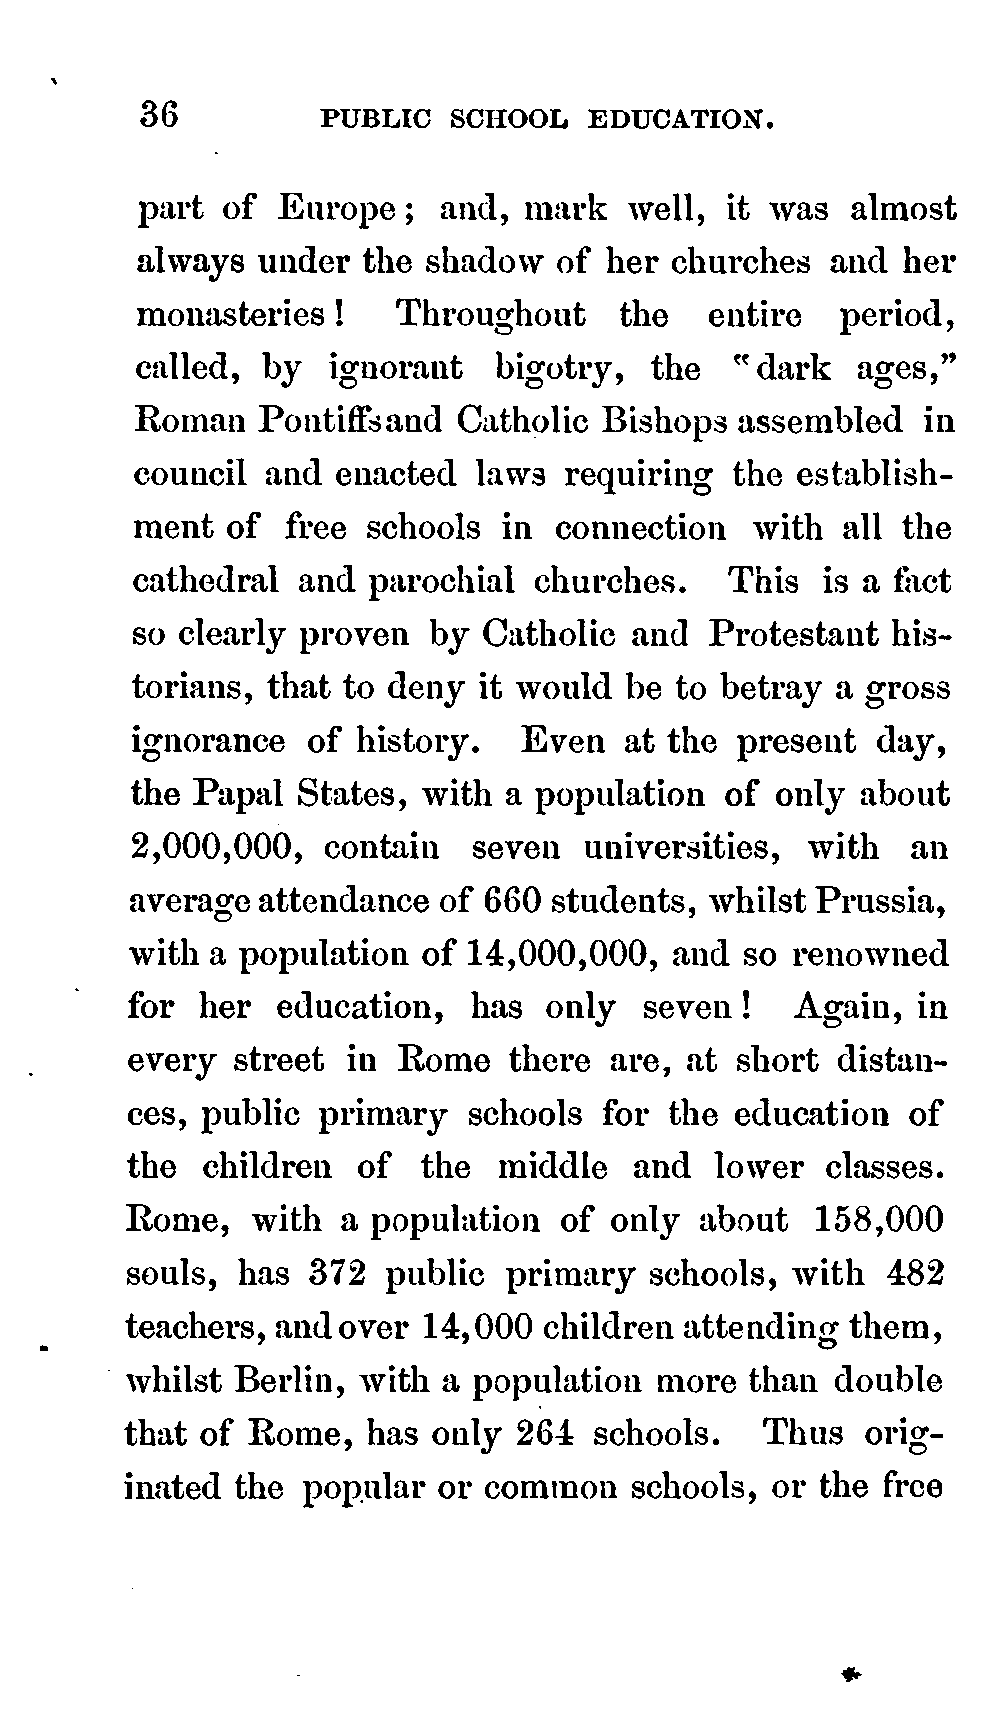 36 PUBLIC SCHOOL EDUCATION.
part of Europe; and, mark well, it was almost
always under the shadow of her churches and her
monasteries! Throughout the entire period,
called, by ignorant bigotry, the "dark ages,"
Roman Pontiffs and Catholic Bishops assembled in
council and enacted laws requiring the establish-
ment of free schools in connection with all the
cathedral and parochial churches. This is a fact
so clearly proven by Catholic and Protestant his-
torians, that to deny it would be to betray a gross
ignorance of history. Even at the present day,
the Papal States, with a population of only about
2,000,000, contain seven universities, with an
average attendance of 660 students, whilst Prussia,
with a population of 14,000,000, and so renowned
for her education, has only seven! Again, in
every street in Rome there are, at short distan-
ces, public primary schools for the education of
the children of the middle and lower classes.
Rome, with a population of only about 158,000
souls, has 372 public primary schools, with 482
teachers, and over 14,000 children attending them,
whilst Berlin, with a population more than double
that of Rome, has only 264 schools. Thus orig-
inated the popular or common schools, or the free